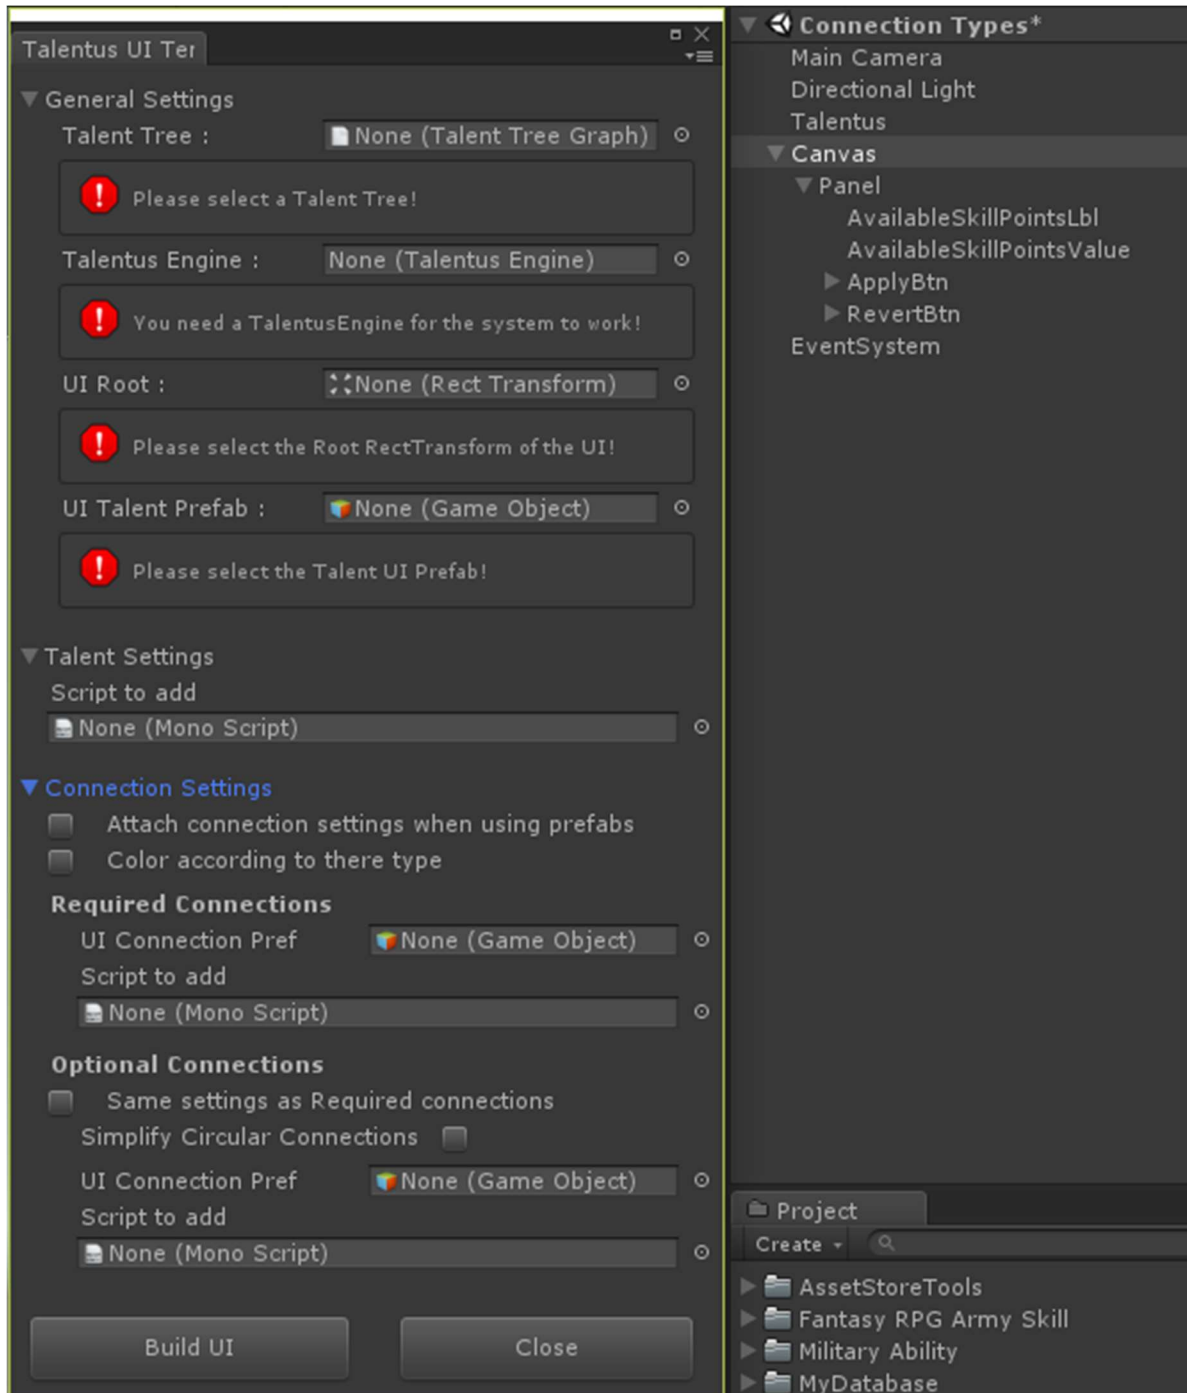 Talentus UI Ter
General Settings
Talent Tree :
None (Talent Tree Graph)
Please select a Talent Tree!
Talentus Engine :
None (Talentus Engine)
You need a TalentusEngine for the system to work!
UI Root :
None (Rect Transform)
Please select the Root RectTransform of the UI!
UI Talent Prefab :
None (Game Object)
Please select the Talent UI Prefab!
Talent Settings
Script to add
None (Mono Script)
Connection Settings
Attach connection settings when using prefabs
Color according to there type
Required Connections
UI Connection Pref
None (Game Object)
Script to add
None (Mono Script)
Optional Connections
Same settings as Required connections
Simplify Circular Connections
UI Connection Pref
None (Game Object)
Script to add
None (Mono Script)
Build UI
Close
Connection Types*
Main Camera
Directional Light
Talentus
Canvas
Panel
AvailableSkillPointsLbl
AvailableSkillPointsValue
ApplyBtn
RevertBtn
EventSystem
Project
Create
AssetStoreTools
Fantasy RPG Army Skill
Military Ability
MyDatabase